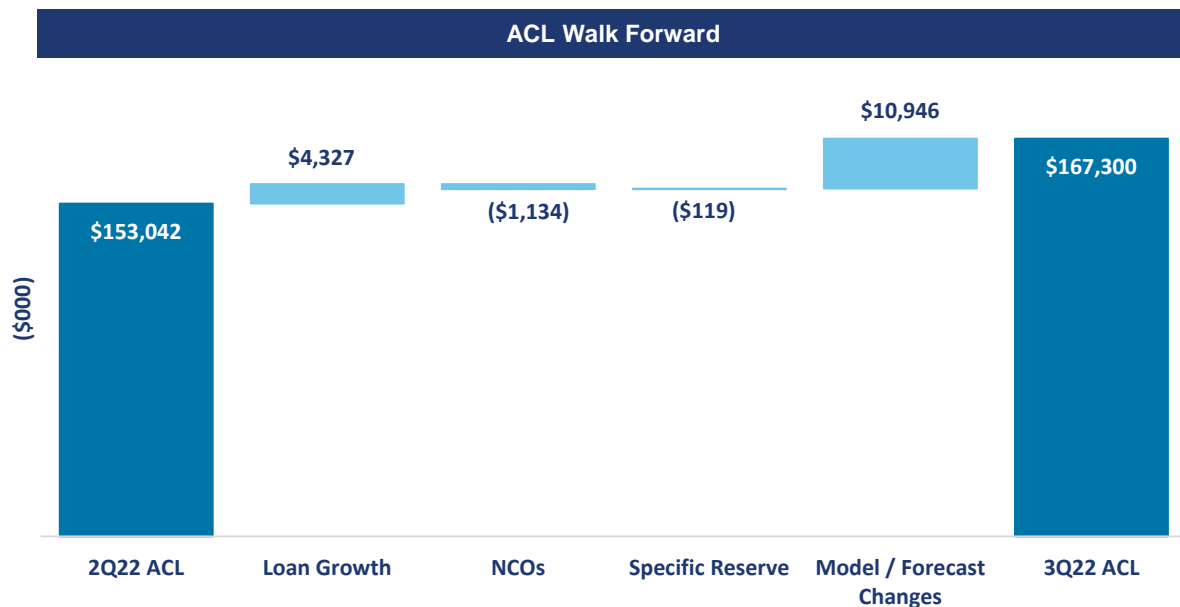 ACL Walk Forward
$10,946
$4,327
$167,300
($1,134)
($119)
$153,042
($000)
2Q22 ACL
Loan Growth
NCOs
Specific Reserve
Model / Forecast
Changes
3Q22 ACL